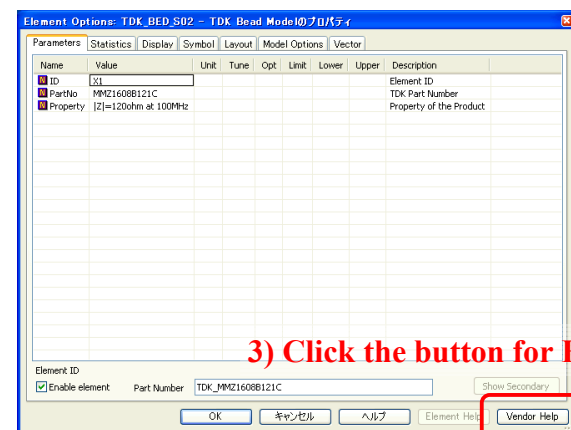 Element Options: TDK_BED_S02 - TDK Bead Modelのプロパティ
Parameters Statistics Display Symbol Layout Model Options Vector
Name Value Unit Tune Opt Limit Lower Upper Description
ID X1 Element ID
PartNo MMZ1608B121C TDK Part Number
Property |Z|=120ohm at 100MHz Property of the Product
3) Click the button for
Element ID
Enable element Part Number TDK_MMZ1608B121C Show Secondary
OK キャンセル ヘルプ Element Help Vendor Help